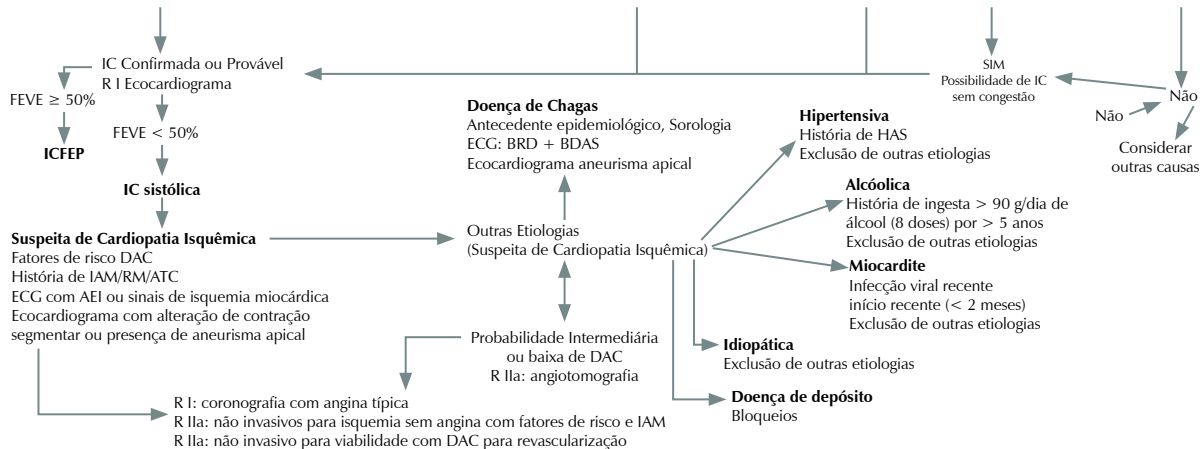 IC Confirmada ou Provável
R I Ecocardiograma
FEVE ≥ 50%
ICFEP
FEVE < 50%
IC sistólica
Suspeita de Cardiopatia Isquêmica
Fatores de risco DAC
História de IAM/RM/ATC
ECG com AEI ou sinais de isquemia miocárdica
Ecocardiograma com alteração de contração
segmentar ou presença de aneurisma apical
Doença de Chagas
Antecedente epidemiológico, Sorologia
ECG: BRD + BDAS
Ecocardiograma aneurisma apical
Outras Etiologias
(Suspeita de Cardiopatia Isquêmica)
Probabilidade Intermediária
ou baixa de DAC
R IIa: angiotomografia
R I: coronografia com angina típica
R IIa: não invasivos para isquemia sem angina com fatores de risco e IAM
R IIa: não invasivo para viabilidade com DAC para revascularização
SIM
Possibilidade de IC
sem congestão
Não
Não
Considerar
outras causas
Hipertensiva
História de HAS
Exclusão de outras etiologias
Alcóolica
História de ingesta > 90 g/dia de
álcool (8 doses) por > 5 anos
Exclusão de outras etiologias
Miocardite
Infecção viral recente
início recente (< 2 meses)
Exclusão de outras etiologias
Idiopática
Exclusão de outras etiologias
Doença de depósito
Bloqueios